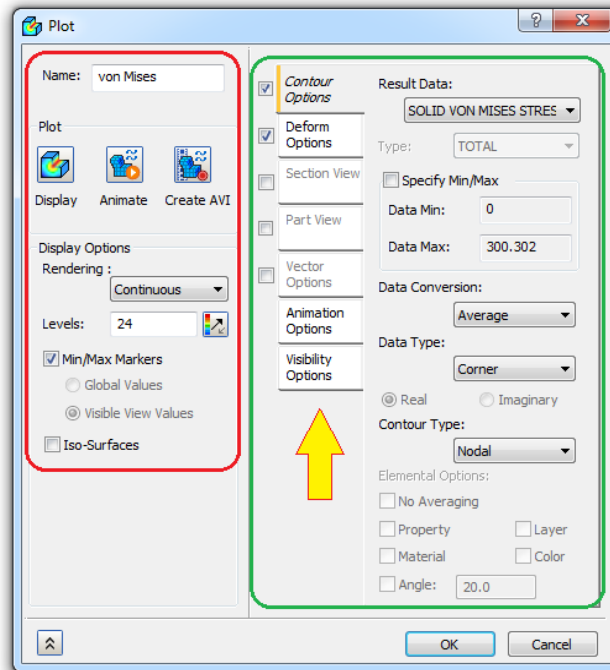 Plot
Name: von Mises
Plot
Display Animate Create AVI
Display Options
Rendering :
Continuous
Levels: 24
Min/Max Markers
Global Values
Visible View Values
Iso-Surfaces
Contour
Options
Deform
Options
Section View
Part View
Vector
Options
Animation
Options
Visibility
Options
Result Data:
SOLID VON MISES STRES
Type: TOTAL
Specify Min/Max
Data Min: 0
Data Max: 300.302
Data Conversion:
Average
Data Type:
Corner
Real Imaginary
Contour Type:
Nodal
Elemental Options:
No Averaging
Property Layer
Material Color
Angle: 20.0
OK Cancel